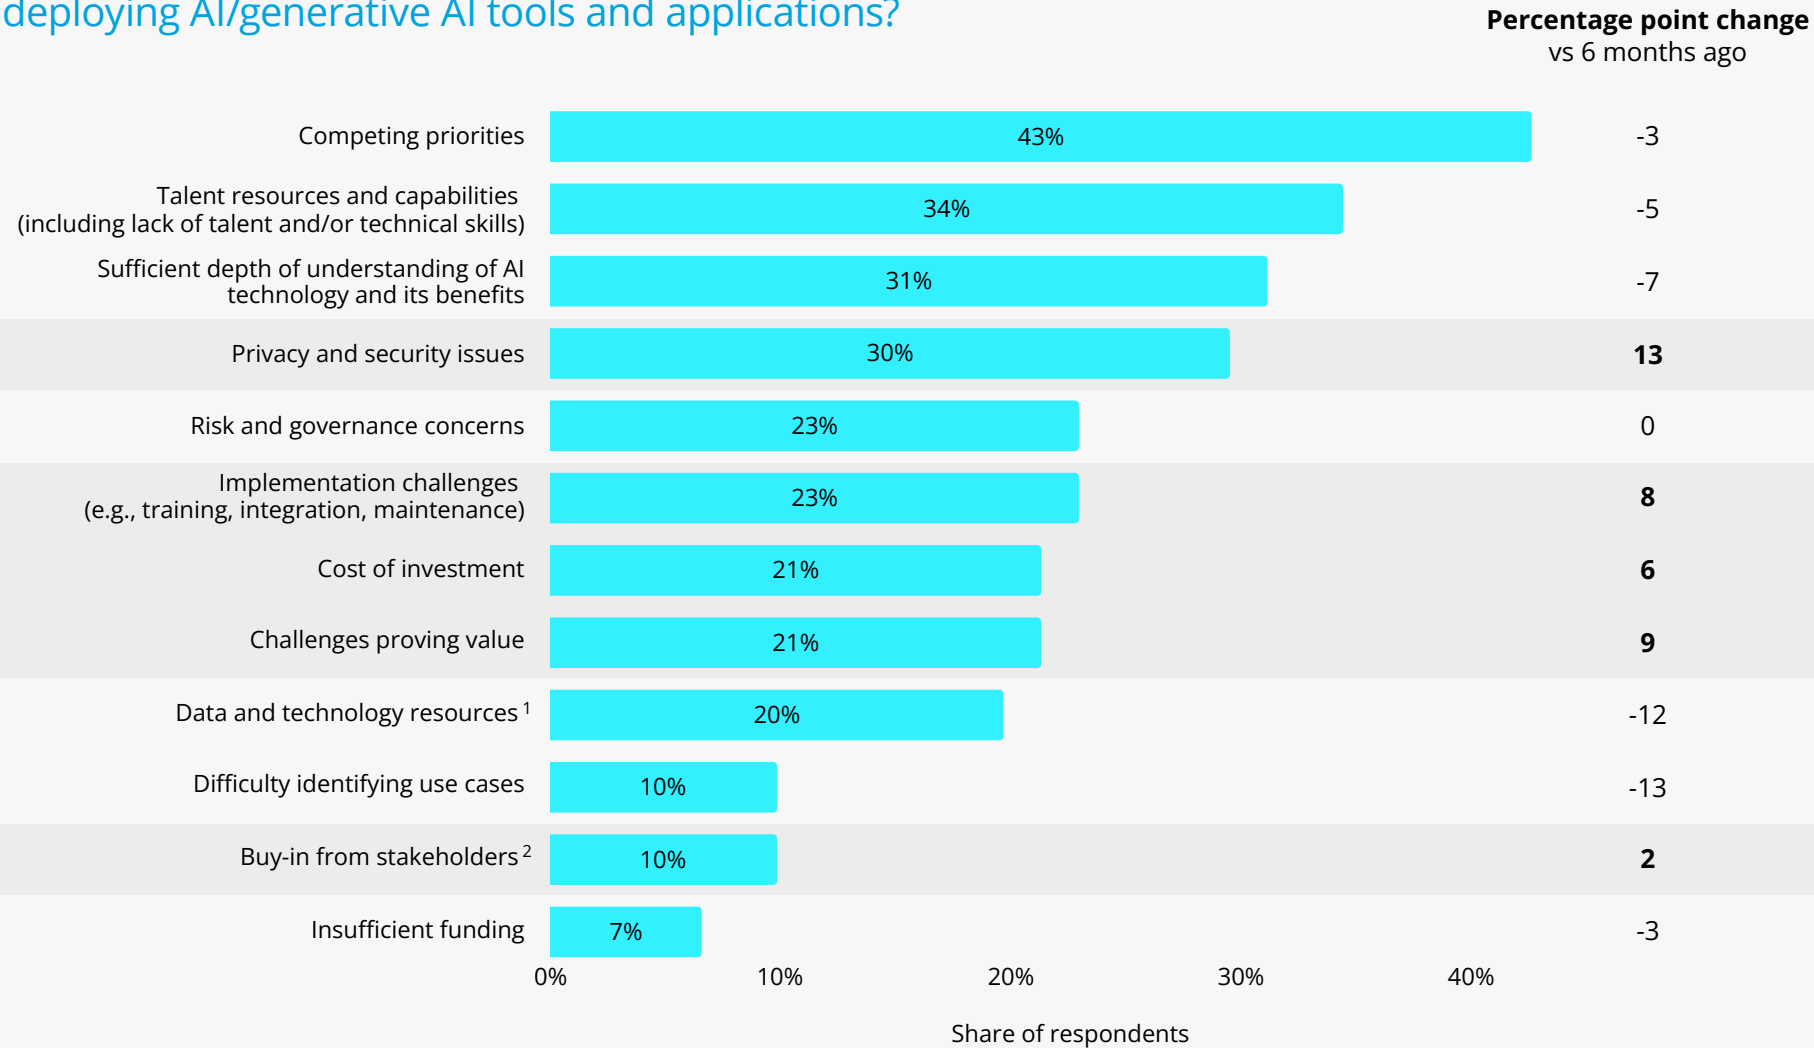 deploying AI/generative AI tools and applications?
Percentage point change
vs 6 months ago
Competing priorities 43% -3
Talent resources and capabilities
(including lack of talent and/or technical skills) 34% -5
Sufficient depth of understanding of AI
technology and its benefits 31% -7
Privacy and security issues 30% 13
Risk and governance concerns 23% 0
Implementation challenges
(e.g., training, integration, maintenance) 23% 8
Cost of investment 21% 6
Challenges proving value 21% 9
Data and technology resources 1 20% -12
Difficulty identifying use cases 10% -13
Buy-in from stakeholders 2 10% 2
Insufficient funding 7% -3
0% 10% 20% 30% 40%
Share of respondents